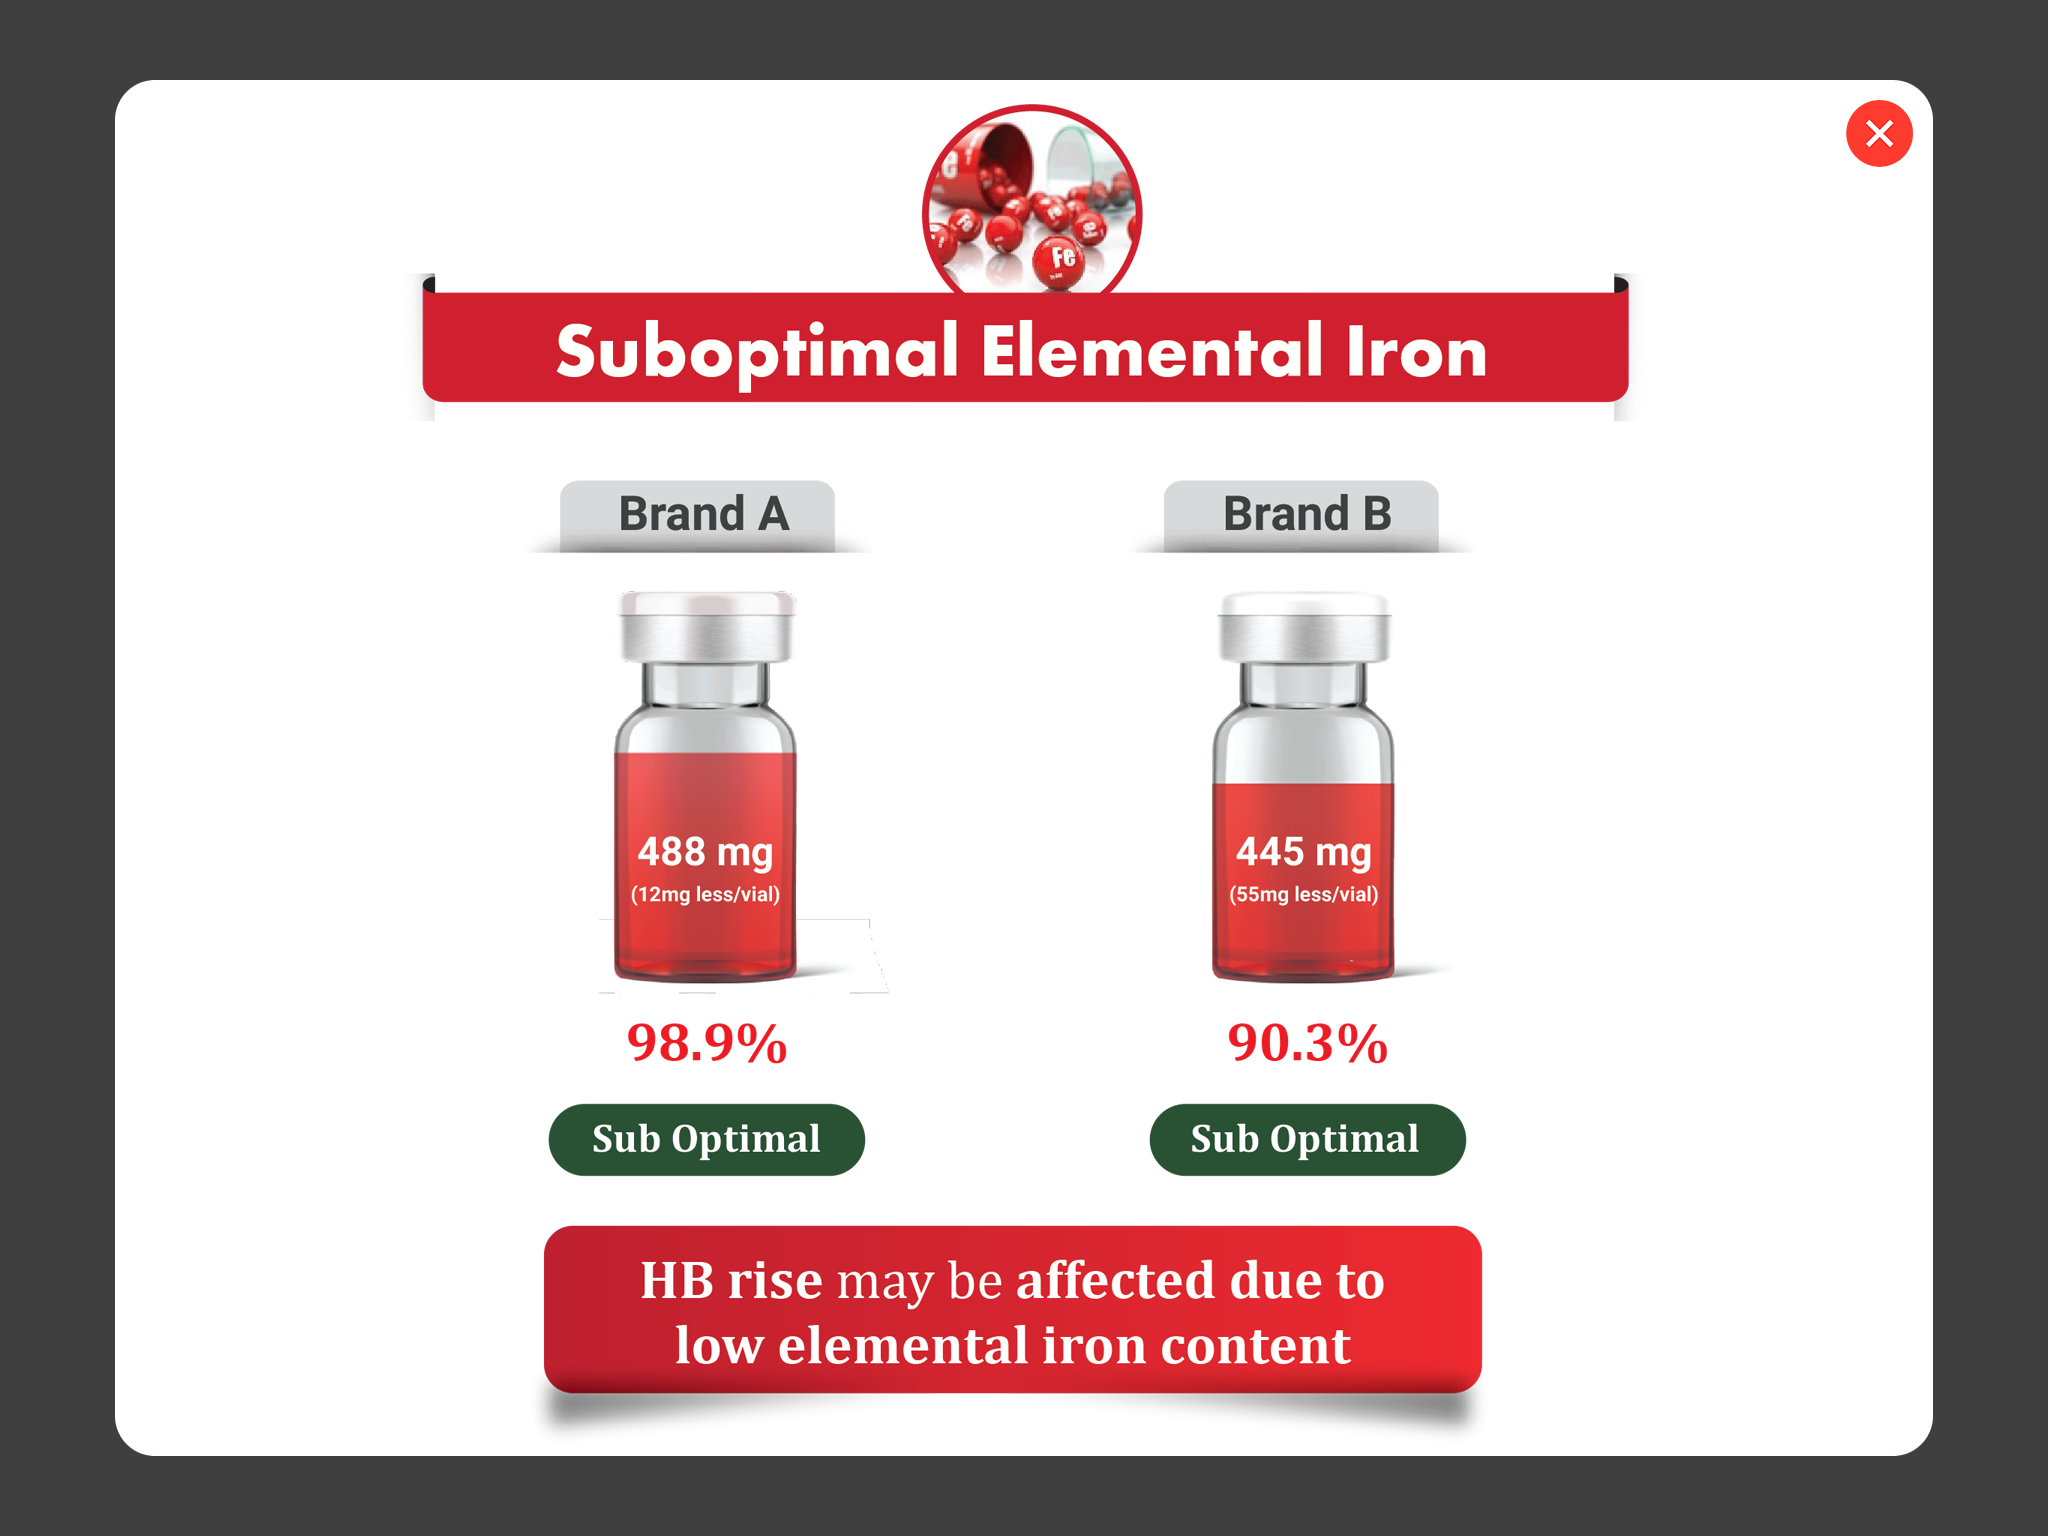 Fe
Suboptimal Elemental Iron
Brand A
Brand B
488 mg
(12mg less/vial)
445 mg
(55mg less/vial)
98.9%
90.3%
Sub Optimal
Sub Optimal
HB rise may be affected due to
low elemental iron content